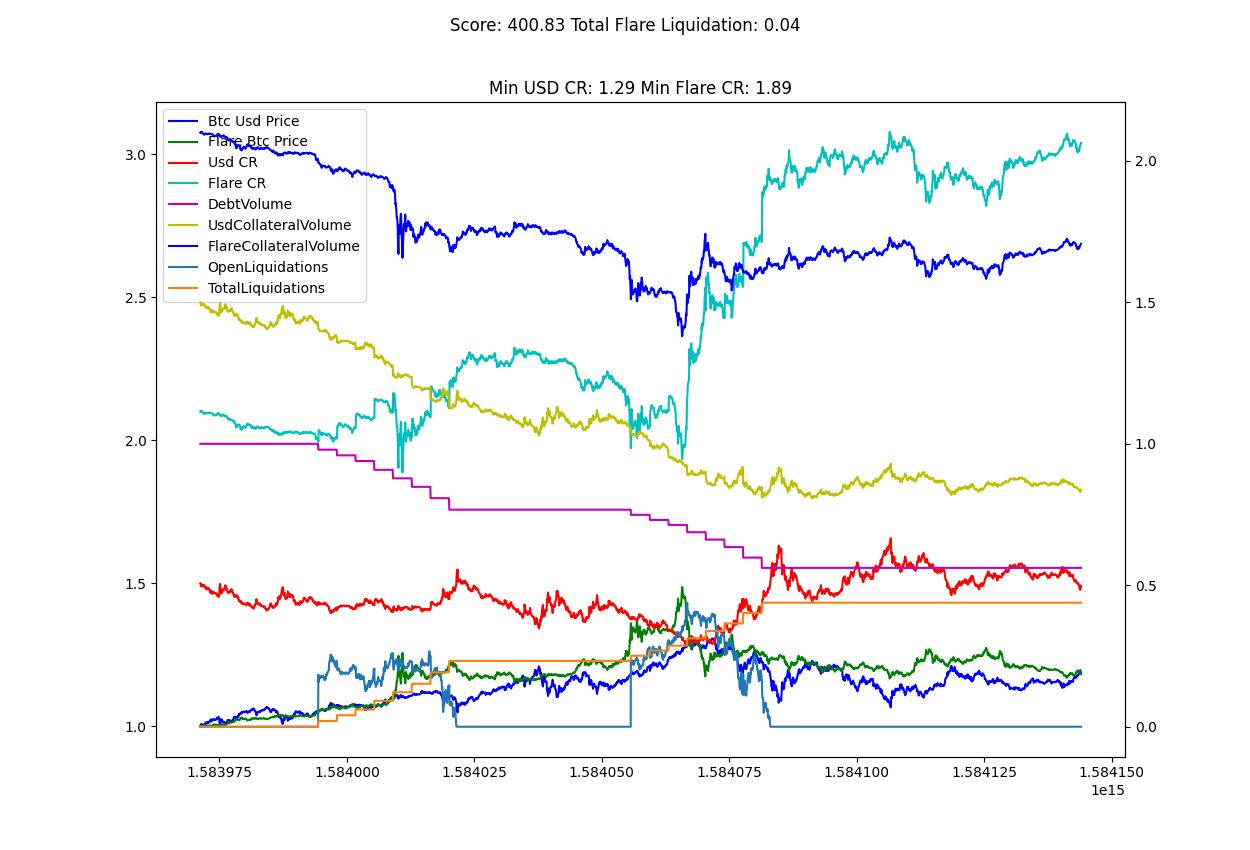 Score: 400.83 Total Flare Liquidation: 0.04
Min USD CR: 1.29 Min Flare CR: 1.89
Btc Usd Price
Flare Btc Price
Usd CR
Flare CR
DebtVolume
UsdCollateralVolume
FlareCollateralVolume
OpenLiquidations
TotalLiquidations
3.0
2.5
2.0
1.5
1.0
2.0
1.5
1.0
0.5
0.0
1.583975 1.584000 1.584025 1.584050 1.584075 1.584100 1.584125 1.584150
1e15